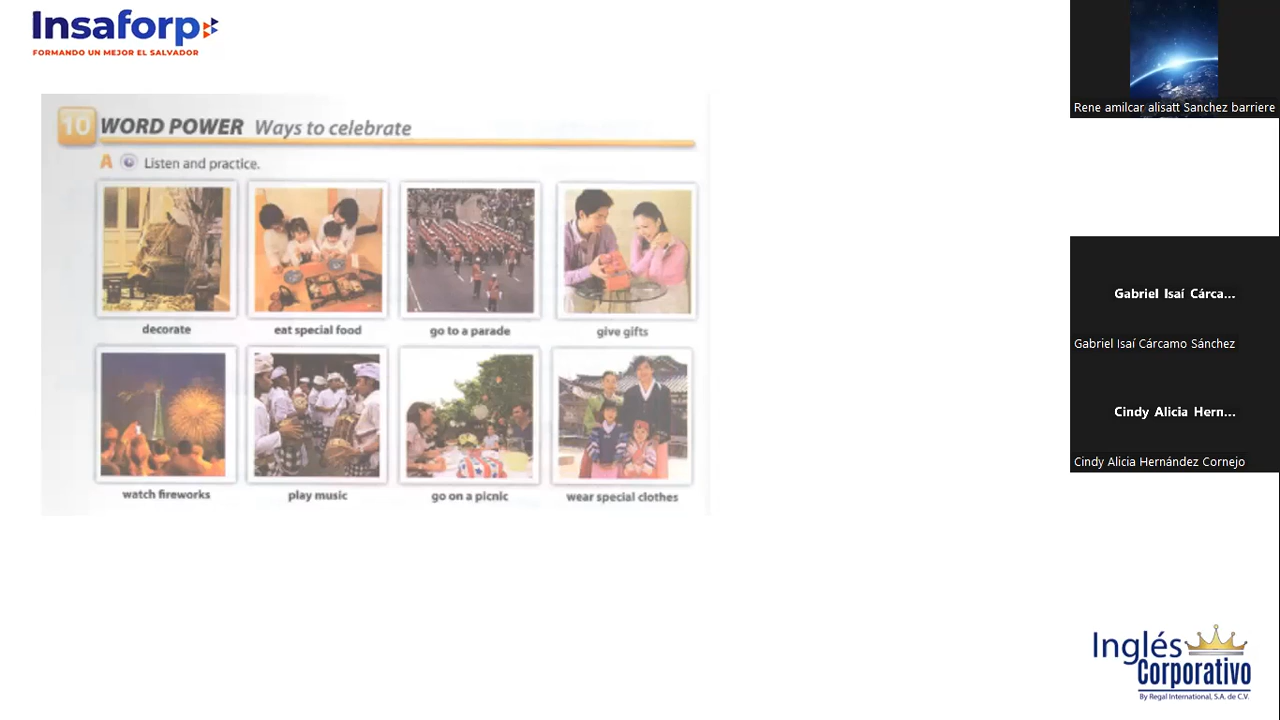 Insaforp
FORMANDO UN MEJOR EL SALVADOR
10 WORD POWER Ways to celebrate
A Listen and practice.
decorate
eat special food
go to a parade
give gifts
watch fireworks
play music
go on a picnic
wear special clothes
Rene amilcar alisatt Sanchez barriere
Gabriel Isaí Cárca...
Gabriel Isaí Cárcamo Sánchez
Cindy Alicia Hern...
Cindy Alicia Hernández Cornejo
Inglés
Corporativo
By Regal International, S.A. de C.V.